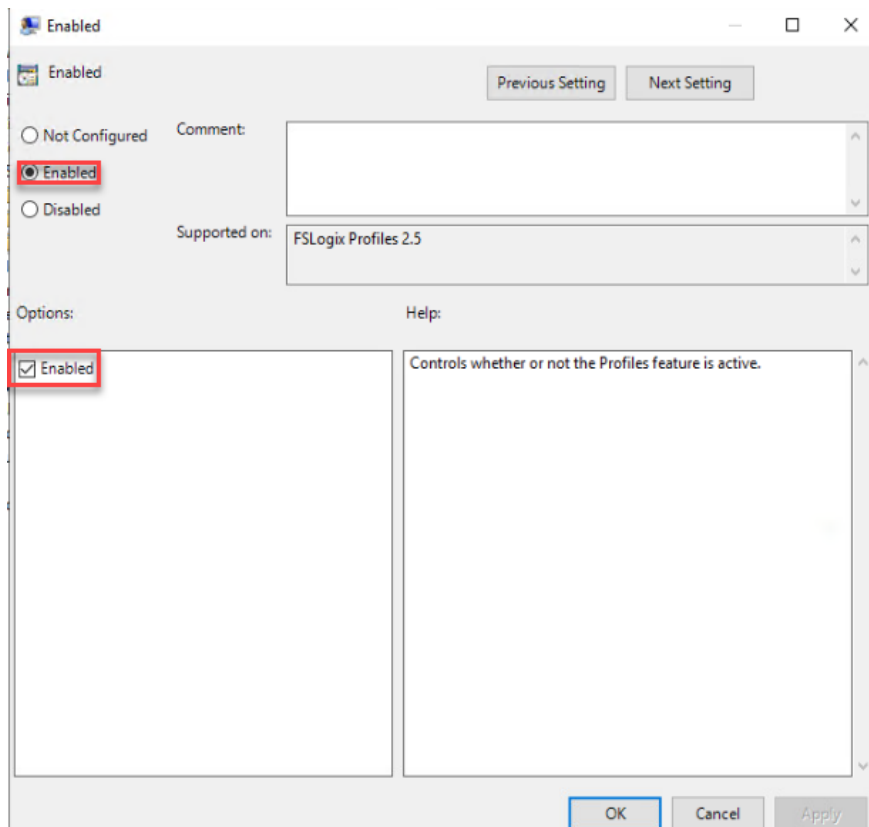 Enabled
Enabled
Previous Setting
Next Setting
Not Configured
Comment:
Enabled
Disabled
Supported on:
FSLogix Profiles 2.5
Options:
Help:
Enabled
Controls whether or not the Profiles feature is active.
OK
Cancel
Apply